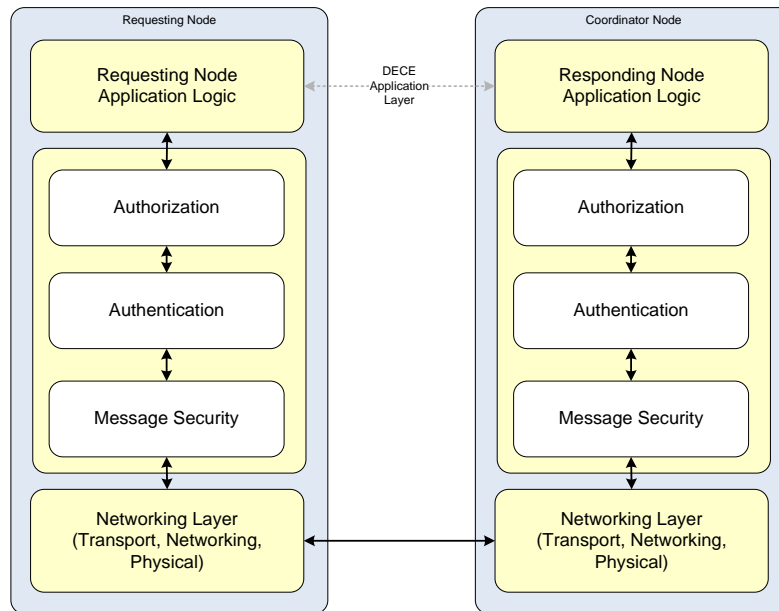 Requesting Node
Requesting Node
Application Logic
Authorization
Authentication
Message Security
Networking Layer
(Transport, Networking,
Physical)
DECE
Application
Layer
Coordinator Node
Responding Node
Application Logic
Authorization
Authentication
Message Security
Networking Layer
(Transport, Networking,
Physical)